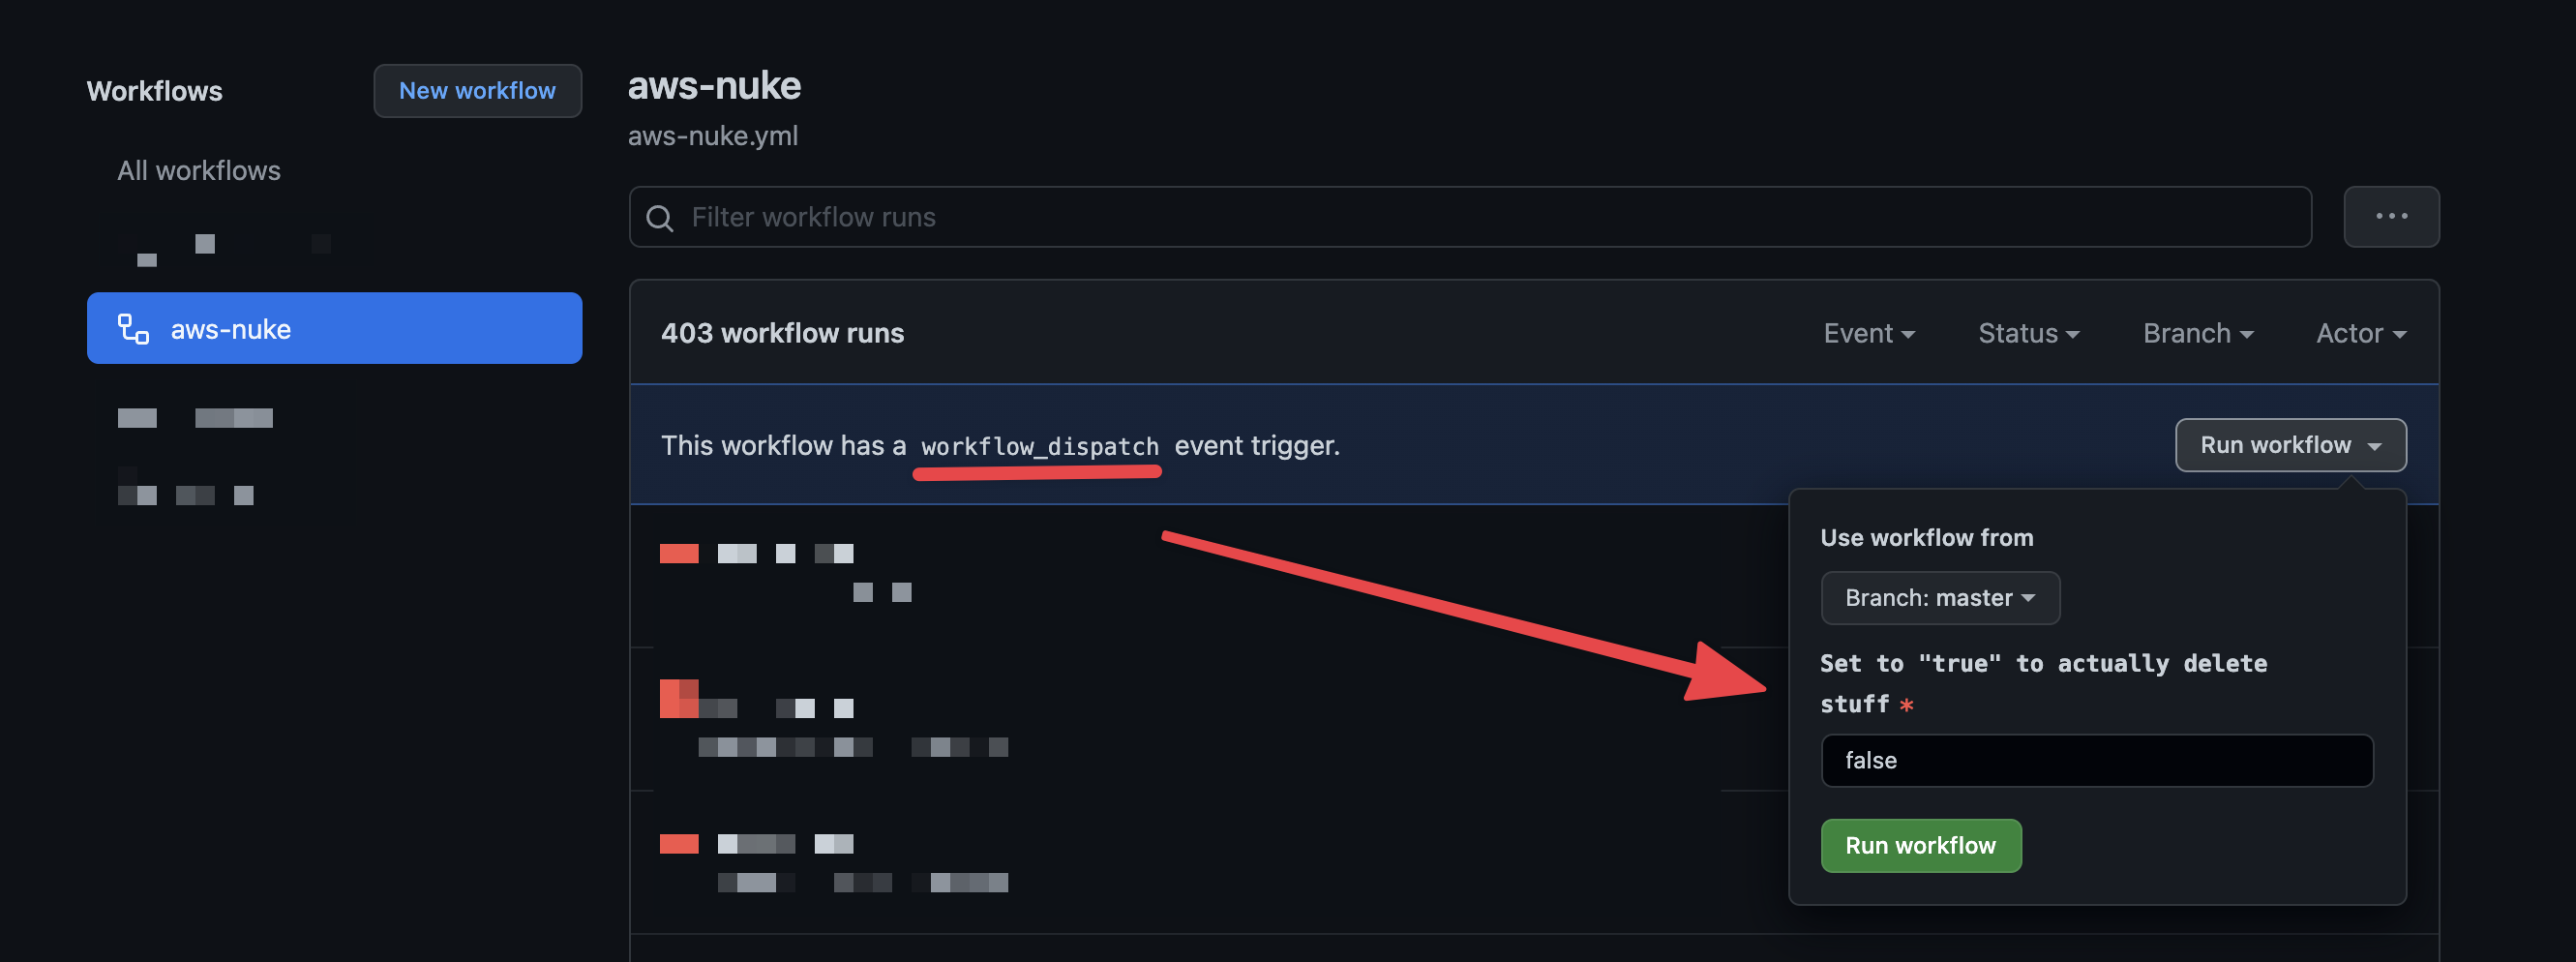 Workflows
New workflow
All workflows
aws-nuke
aws-nuke
aws-nuke.yml
Filter workflow runs
403 workflow runs
Event
Status
Branch
Actor
This workflow has a workflow_dispatch event trigger.
Run workflow
Use workflow from
Branch: master
Set to "true" to actually delete
stuff *
false
Run workflow